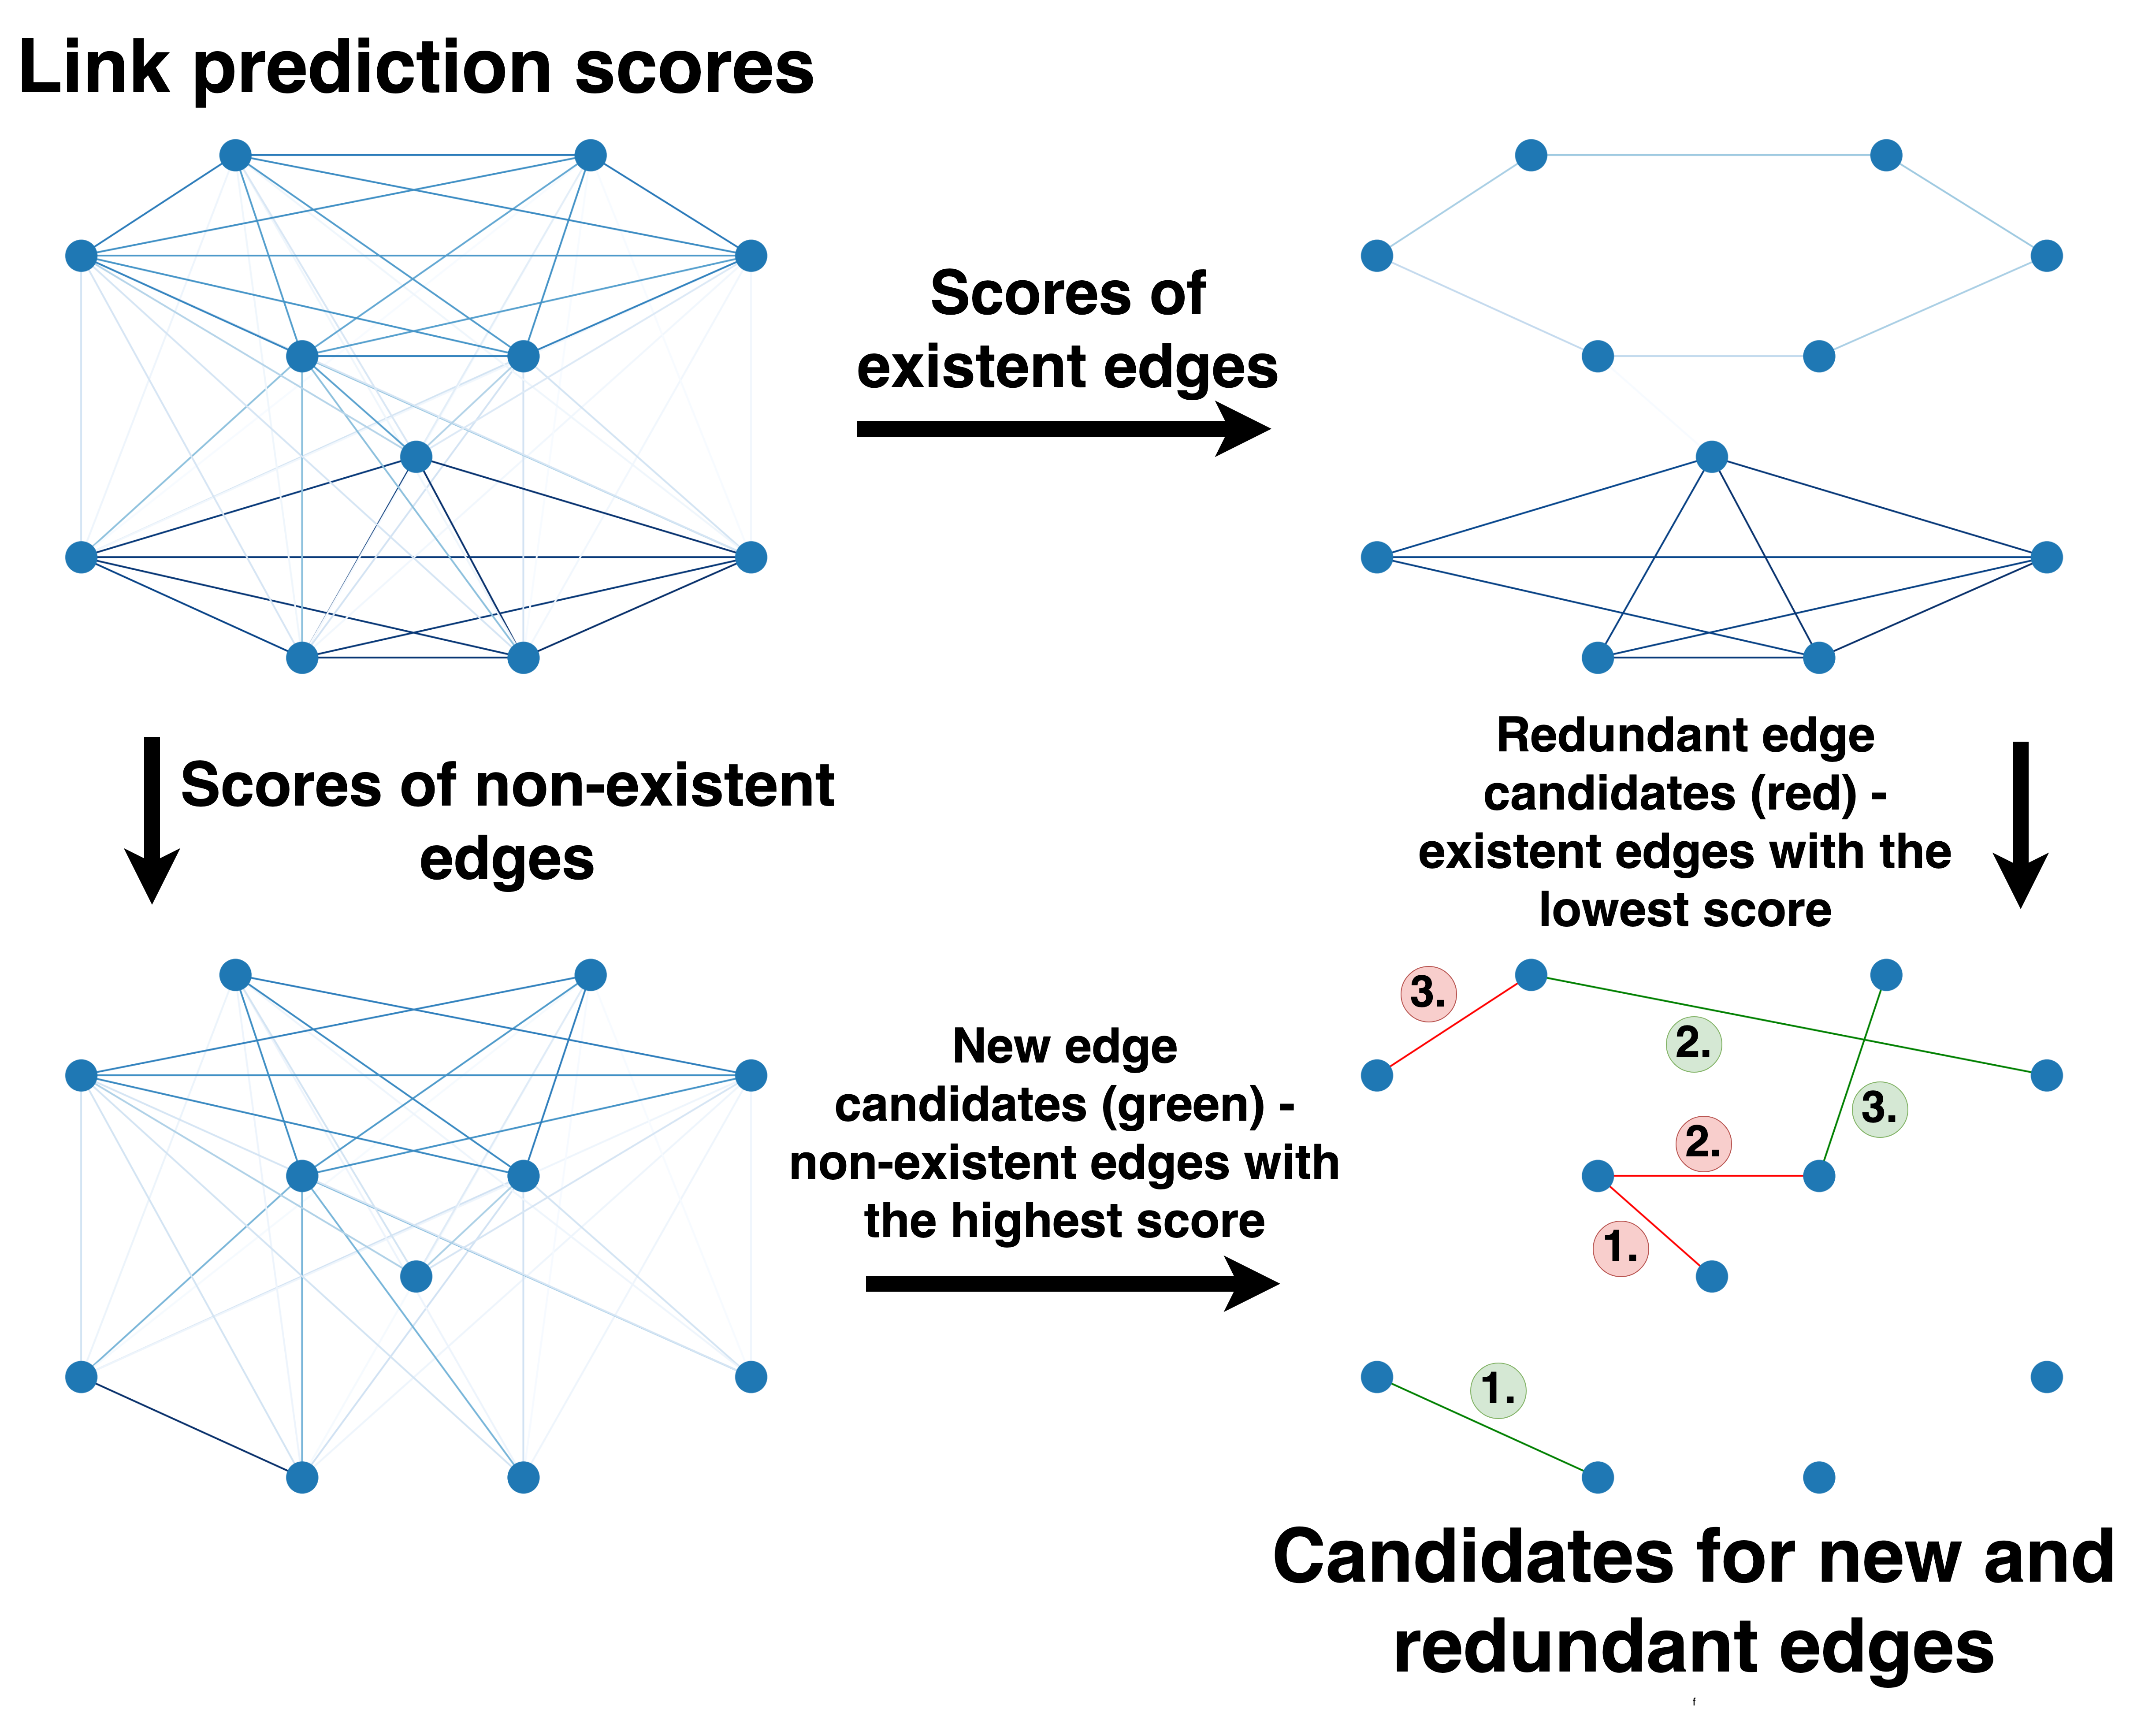 Link prediction scores
Scores of
existent edges
Scores of non-existent
edges
Redundant edge
candidates (red) -
existent edges with the
lowest score
New edge
candidates (green) -
non-existent edges with
the highest score
3.
2.
3.
2.
1.
1.
Candidates for new and
redundant edges
f